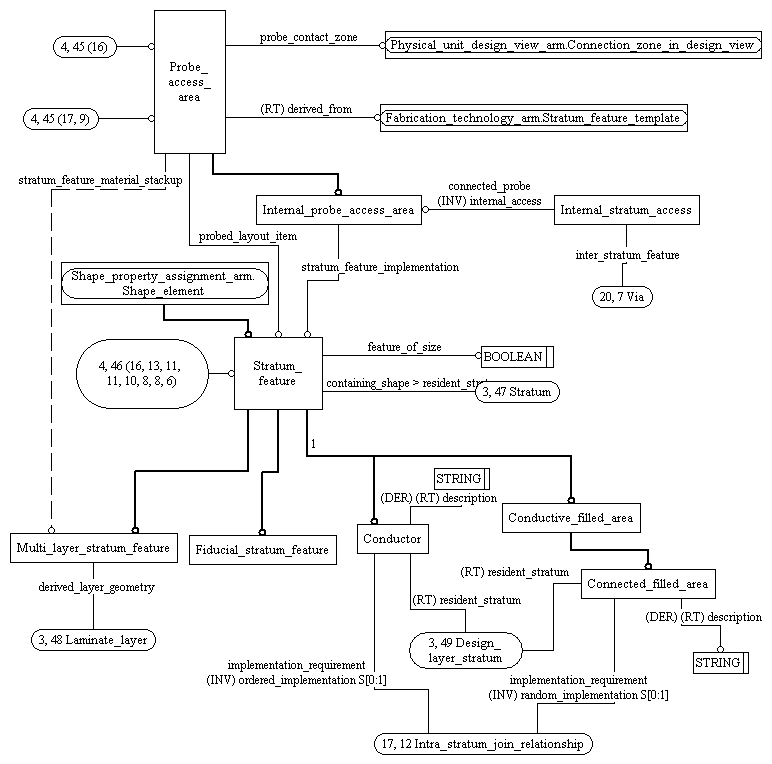 4, 45 (16)
Probe_
access_
area
probe_contact_zone
Physical_unit_design_view_arm.Connection_zone_in_design_view
4, 45 (17, 9)
(RT) derived_from
Fabrication_technology_arm.Stratum_feature_template
stratum_feature_material_stackup
connected_probe
(INV) internal_access
Internal_probe_access_area
Internal_stratum_access
probed_layout_item
inter_stratum_feature
stratum_feature_implementation
Shape_property_assignment_arm.
Shape_element
20, 7 Via
4, 46 (16, 13, 11,
11, 10, 8, 8, 6)
Stratum_
feature
feature_of_size
BOOLEAN
containing_shape > resident_strat
3, 47 Stratum
1
STRING
(DER) (RT) description
Conductive_filled_area
Multi_layer_stratum_feature
Fiducial_stratum_feature
Conductor
(RT) resident_stratum
Connected_filled_area
derived_layer_geometry
(RT) resident_stratum
(DER) (RT) description
3, 48 Laminate_layer
3, 49 Design_
layer_stratum
STRING
implementation_requirement
(INV) ordered_implementation S[0:1]
implementation_requirement
(INV) random_implementation S[0:1]
17, 12 Intra_stratum_join_relationship